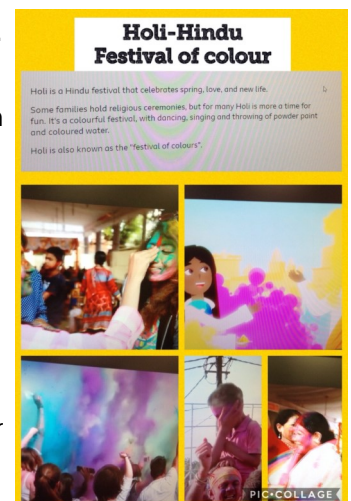 Holi-Hindu
Festival of colour
Holi is a Hindu festival that celebrates spring, love, and new life.
Some families hold religious ceremonies, but for many Holi is more a time for
fun. It's a colourful festival, with dancing, singing and throwing of powder paint
and coloured water.
Holi is also known as the "festival of colours".
PIC•COLLAGE